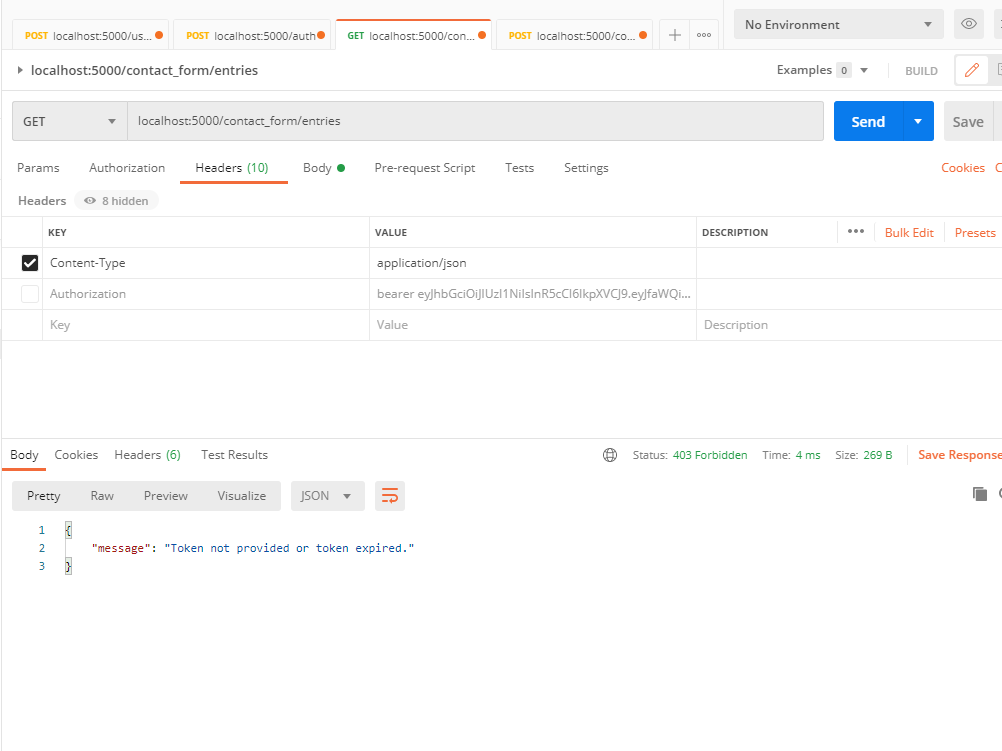 POST localhost:5000/us...
POST localhost:5000/auth
GET localhost:5000/con...
POST localhost:5000/co...
No Environment
localhost:5000/contact_form/entries
Examples 0
BUILD
GET
localhost:5000/contact_form/entries
Send
Save
Params
Authorization
Headers (10)
Body
Pre-request Script
Tests
Settings
Cookies
Headers
8 hidden
KEY
VALUE
DESCRIPTION
Bulk Edit
Presets
Content-Type
application/json
Authorization
bearer eyJhbGciOiJIUzI1NiIsInR5cCI6IkpXVCJ9.eyJfaWQi...
Key
Value
Description
Body
Cookies
Headers (6)
Test Results
Status: 403 Forbidden
Time: 4 ms
Size: 269 B
Save Response
Pretty
Raw
Preview
Visualize
JSON
1 {
2 "message": "Token not provided or token expired."
3 }